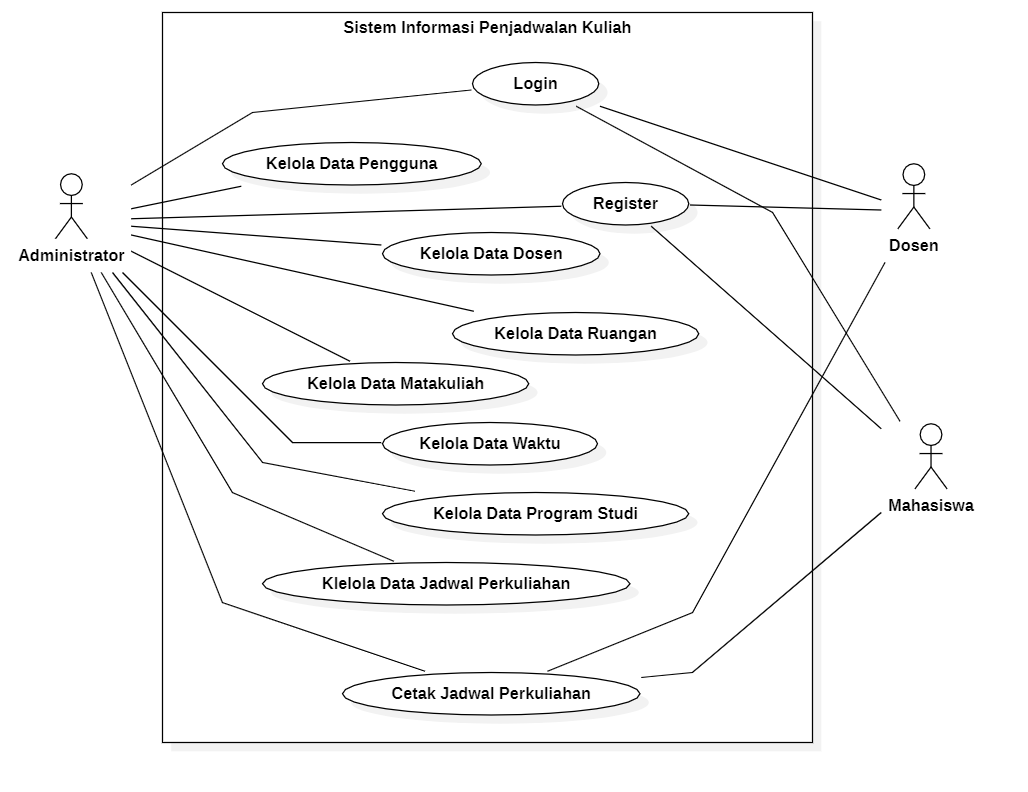 Sistem Informasi Penjadwalan Kuliah
Login
Kelola Data Pengguna
Register
Administrator
Dosen
Kelola Data Dosen
Kelola Data Ruangan
Kelola Data Matakuliah
Kelola Data Waktu
Mahasiswa
Kelola Data Program Studi
Klelola Data Jadwal Perkuliahan
Cetak Jadwal Perkuliahan